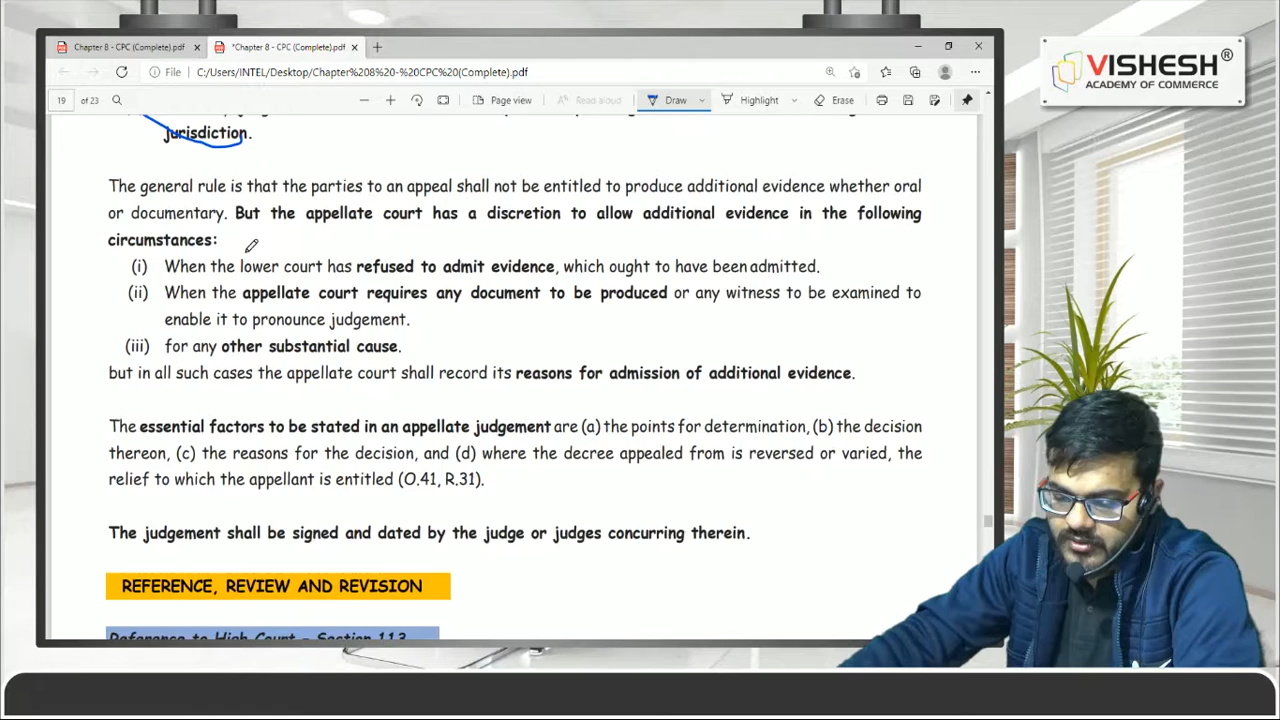 Chapter 8 - CPC (Complete).pdf
*Chapter 8 - CPC (Complete).pdf
File
C:/Users/INTEL/Desktop/Chapter%208%20-%20CPC%20(Complete).pdf
19 of 23
Page view
Read aloud
Draw
Highlight
Erase
VISHESH®
ACADEMY OF COMMERCE
jurisdiction.
The general rule is that the parties to an appeal shall not be entitled to produce additional evidence whether oral
or documentary. But the appellate court has a discretion to allow additional evidence in the following
circumstances:
(i) When the lower court has refused to admit evidence, which ought to have been admitted.
(ii) When the appellate court requires any document to be produced or any witness to be examined to
enable it to pronounce judgement.
(iii) for any other substantial cause.
but in all such cases the appellate court shall record its reasons for admission of additional evidence.
The essential factors to be stated in an appellate judgement are (a) the points for determination, (b) the decision
thereon, (c) the reasons for the decision, and (d) where the decree appealed from is reversed or varied, the
relief to which the appellant is entitled (O.41, R.31).
The judgement shall be signed and dated by the judge or judges concurring therein.
REFERENCE, REVIEW AND REVISION
Reference to High Court - Section 113